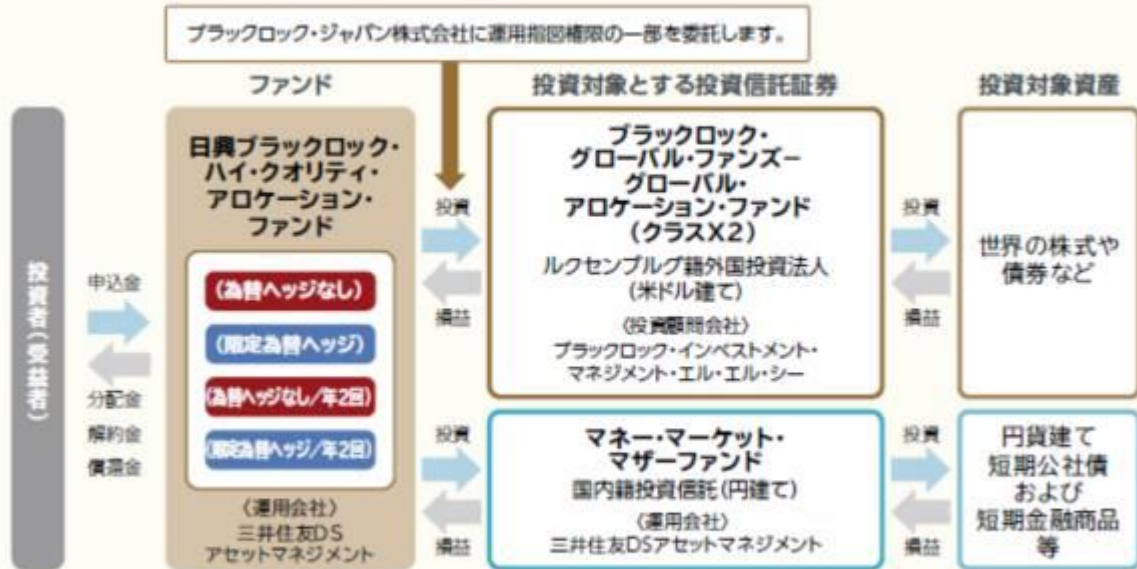 ブラックロック・ジャパン株式会社に運用指図権限の一部を委託します。
ファンド
投資対象とする投資信託証券
投資対象資産
投資者(受益者)
申込金
分配金
解約金
償還金
日興ブラックロック・
ハイ・クオリティ・
アロケーション・
ファンド
(為替ヘッジなし)
(限定為替ヘッジ)
(為替ヘッジなし/年2回)
(限定為替ヘッジ/年2回)
〈運用会社〉
三井住友DS
アセットマネジメント
投資
損益
ブラックロック・
グローバル・ファンズ－
グローバル・
アロケーション・ファンド
(クラスX2)
ルクセンブルグ籍外国投資法人
(米ドル建て)
〈投資顧問会社〉
ブラックロック・インベストメント・
マネジメント・エル・エル・シー
投資
損益
世界の株式や
債券など
投資
損益
マネー・マーケット・
マザーファンド
国内籍投資信託(円建て)
〈運用会社〉
三井住友DSアセットマネジメント
投資
損益
円貨建て
短期公社債
および
短期金融商品
等